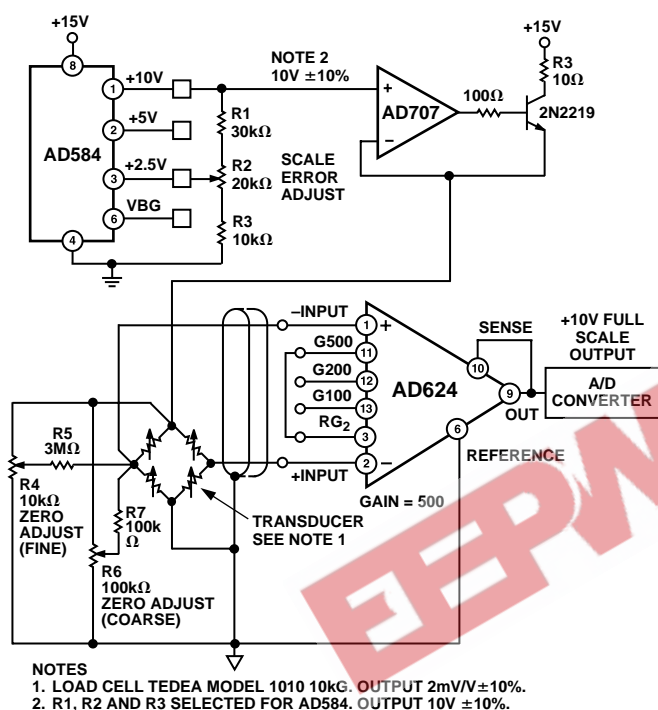 +15V
8
1
+10V
2
+5V
AD584
3
+2.5V
6
VBG
4
R1
30kΩ
R2
20kΩ
R3
10kΩ
SCALE
ERROR
ADJUST
NOTE 2
10V ±10%
+
AD707
–
100Ω
+15V
R3
10Ω
2N2219
–INPUT
1
+
G500
11
G200
12
G100
13
RG2
3
+INPUT
2
–
AD624
SENSE
10
9
OUT
6
REFERENCE
GAIN = 500
+10V FULL
SCALE
OUTPUT
A/D
CONVERTER
R5
3MΩ
R4
10kΩ
ZERO
ADJUST
(FINE)
R7
100k
Ω
R6
100kΩ
ZERO ADJUST
(COARSE)
TRANSDUCER
SEE NOTE 1
EEPW
NOTES
1. LOAD CELL TEDEA MODEL 1010 10kG. OUTPUT 2mV/V±10%.
2. R1, R2 AND R3 SELECTED FOR AD584. OUTPUT 10V ±10%.